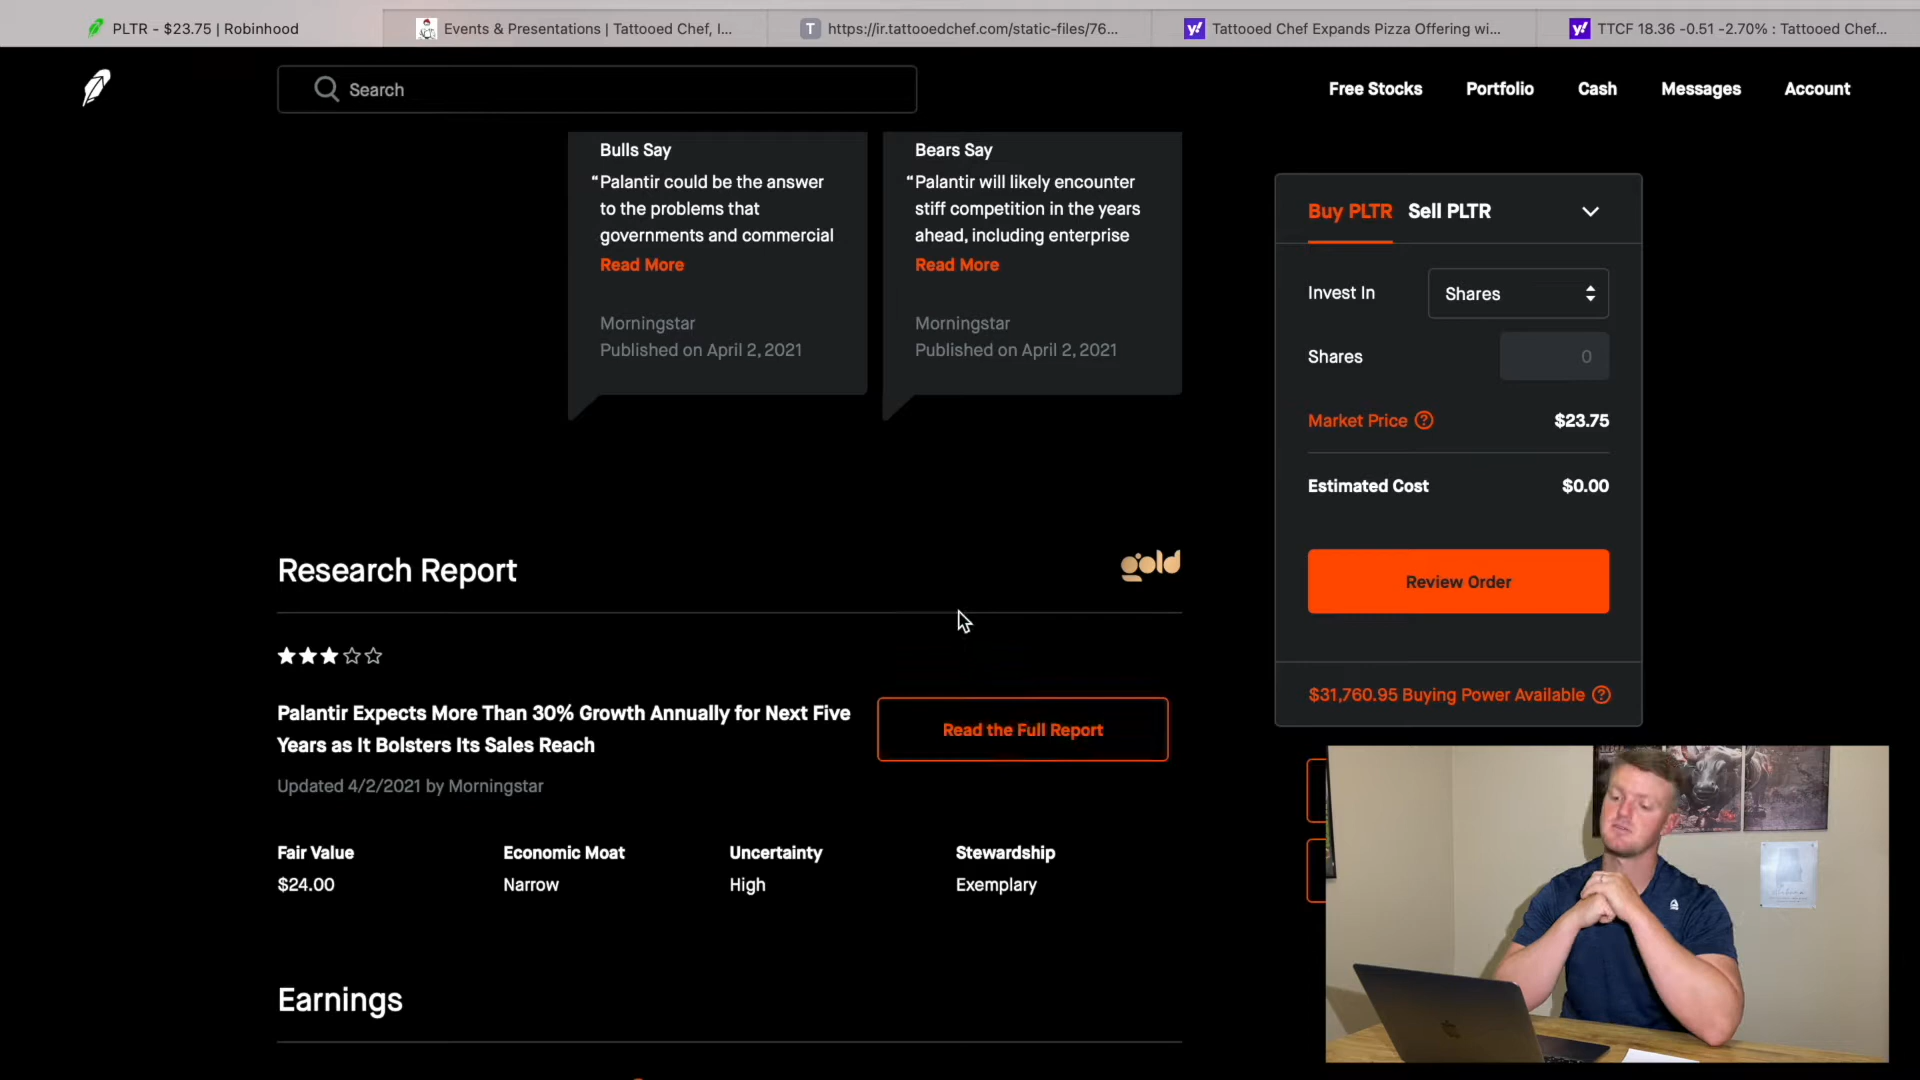 PLTR - $23.75 | Robinhood
Events & Presentations | Tattooed Chef, I...
T
https://ir.tattooedchef.com/static-files/76...
y!
Tattooed Chef Expands Pizza Offering wi...
y!
TTCF 18.36 -0.51 -2.70% : Tattooed Chef...
Search
Free Stocks
Portfolio
Cash
Messages
Account
Bulls Say
“Palantir could be the answer
to the problems that
governments and commercial
Read More
Morningstar
Published on April 2, 2021
Bears Say
“Palantir will likely encounter
stiff competition in the years
ahead, including enterprise
Read More
Morningstar
Published on April 2, 2021
Buy PLTR
Sell PLTR
Invest In
Shares
Shares
0
Market Price ?
$23.75
Estimated Cost
$0.00
Review Order
$31,760.95 Buying Power Available ?
Research Report
gold
Palantir Expects More Than 30% Growth Annually for Next Five
Years as It Bolsters Its Sales Reach
Read the Full Report
Updated 4/2/2021 by Morningstar
Fair Value
$24.00
Economic Moat
Narrow
Uncertainty
High
Stewardship
Exemplary
Earnings